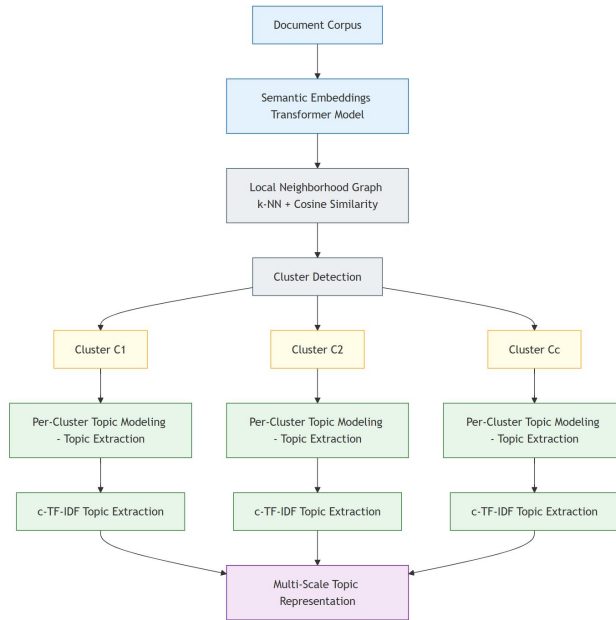 Document Corpus
Semantic Embeddings
Transformer Model
Local Neighborhood Graph
k-NN + Cosine Similarity
Cluster Detection
Cluster C1
Cluster C2
Cluster Cc
Per-Cluster Topic Modeling
- Topic Extraction
Per-Cluster Topic Modeling
- Topic Extraction
Per-Cluster Topic Modeling
- Topic Extraction
c-TF-IDF Topic Extraction
c-TF-IDF Topic Extraction
c-TF-IDF Topic Extraction
Multi-Scale Topic
Representation